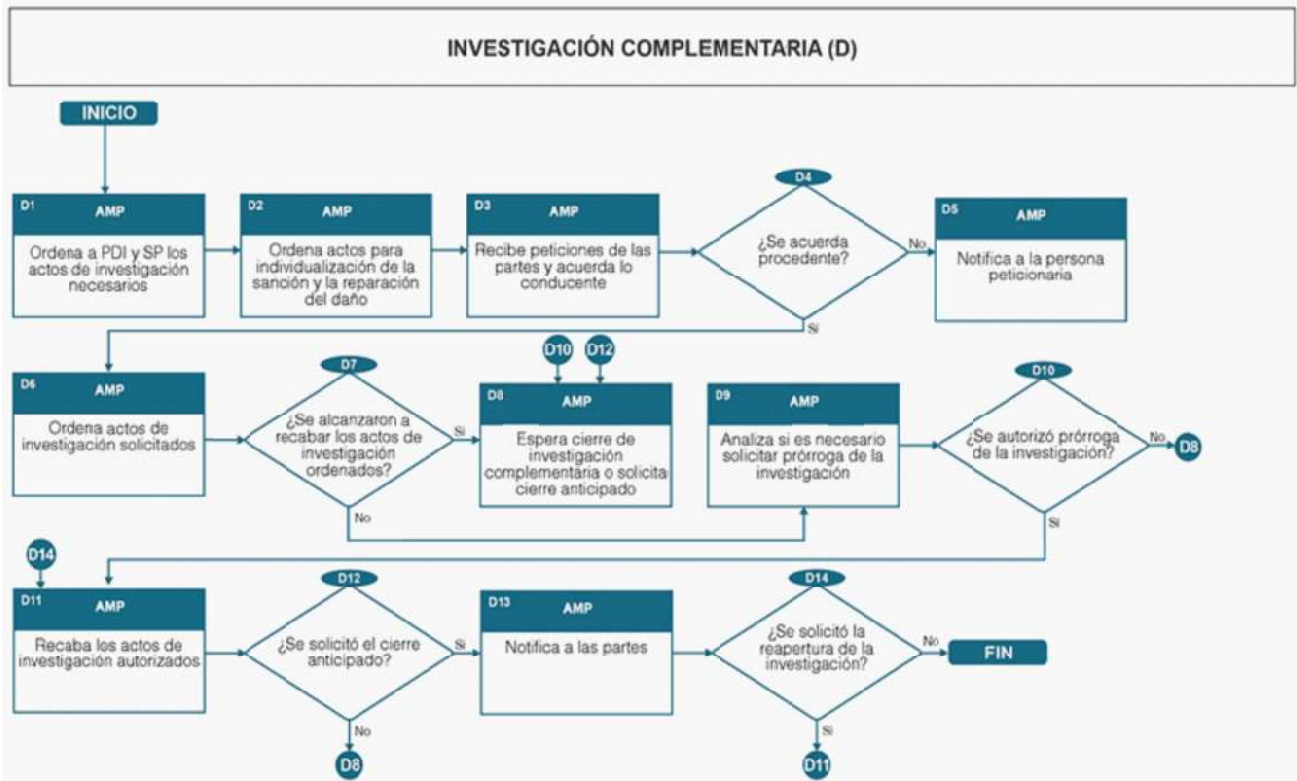 INVESTIGACIÓN COMPLEMENTARIA (D)
INICIO
D1
AMP
Ordena a PDI y SP los
actos de investigación
necesarios
D2
AMP
Ordena actos para
individualización de la
sanción y la reparación
del daño
D3
AMP
Recibe peticiones de las
partes y acuerda lo
conducente
D4
¿Se acuerda
procedente?
No
Sí
D5
AMP
Notifica a la persona
peticionaria
D6
AMP
Ordena actos de
investigación solicitados
D7
¿Se alcanzaron a
recabar los actos de
investigación
ordenados?
Si
No
D10
D12
D8
AMP
Espera cierre de
investigación
complementaria o solicita
cierre anticipado
D9
AMP
Analiza si es necesario
solicitar prórroga de la
investigación
D10
¿Se autorizó prórroga
de la investigación?
No
D8
Si
D14
D11
AMP
Recaba los actos de
investigación autorizados
D12
¿Se solicitó el cierre
anticipado?
Si
No
D8
D13
AMP
Notifica a las partes
D14
¿Se solicitó la
reapertura de la
investigación?
No
FIN
Si
D11